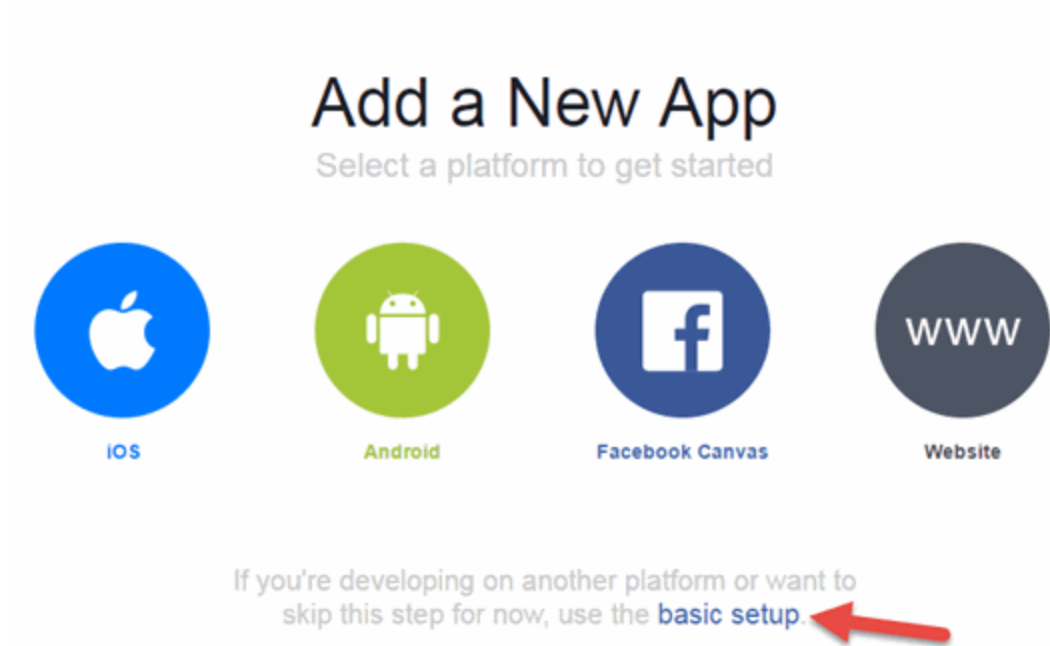 Add a New App
Select a platform to get started
www
iOS
Android
Facebook Canvas
Website
If you're developing on another platform or want to
skip this step for now, use the basic setup.